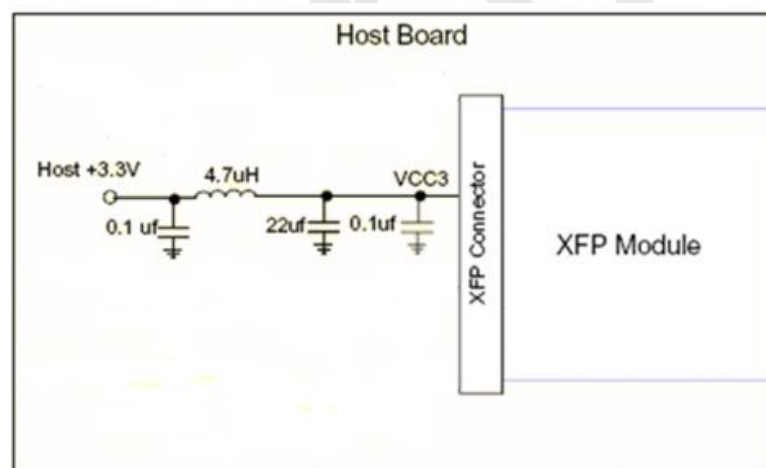 Host Board
Host +3.3V
4.7uH
VCC3
0.1 uf
22uf
0.1uf
XFP Connector
XFP Module